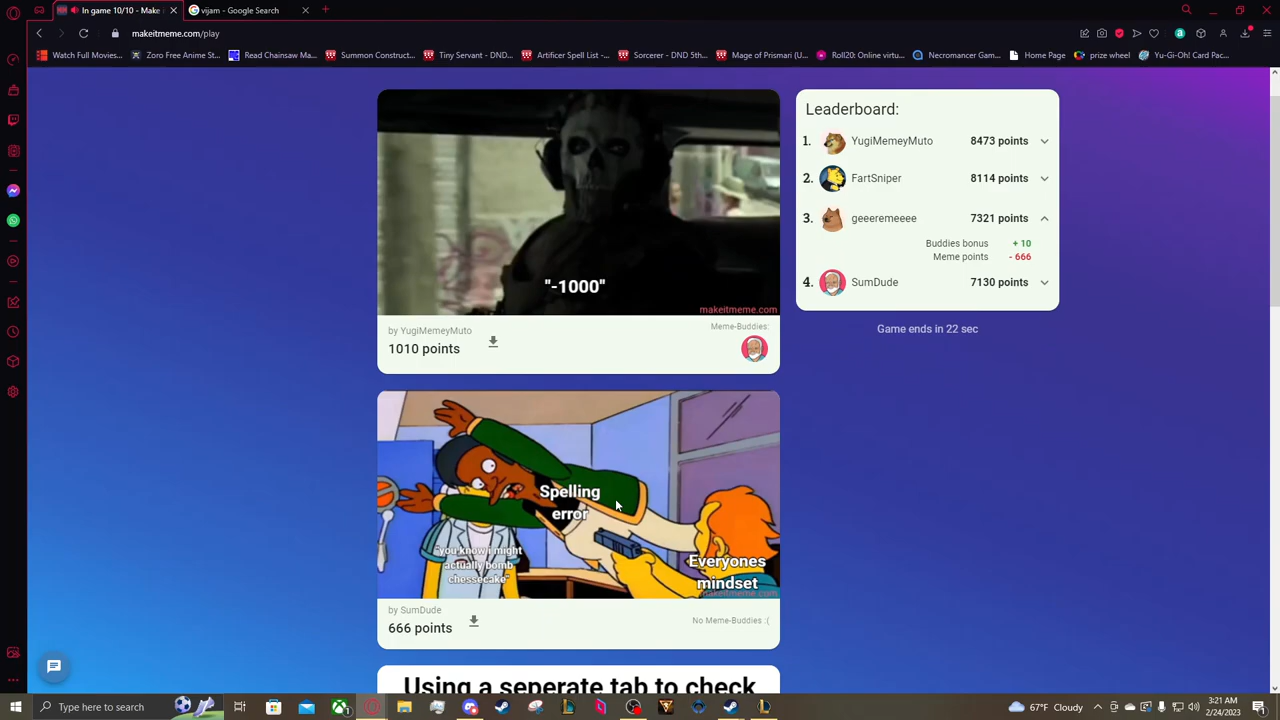 In game 10/10 - Make
vijam - Google Search
makeitmeme.com/play
Watch Full Movies...
Zoro Free Anime St...
Read Chainsaw Ma...
Summon Construct...
Tiny Servant - DND...
Artificer Spell List -...
Sorcerer - DND 5th...
Mage of Prismari (U...
Roll20: Online virtu...
Necromancer Gam...
Home Page
prize wheel
Yu-Gi-Oh! Card Pac...
"-1000"
makeitmeme.com
by YugiMemeyMuto
1010 points
Meme-Buddies:
Spelling
error
"you know i might
actually bomb
chessecake"
Everyones
mindset
makeitmeme.com
by SumDude
666 points
No Meme-Buddies :(
Using a seperate tab to check
Leaderboard:
1. YugiMemeyMuto 8473 points
2. FartSniper 8114 points
3. geeeremeeee 7321 points
Buddies bonus + 10
Meme points - 666
4. SumDude 7130 points
Game ends in 22 sec
Type here to search
67°F Cloudy
3:21 AM
2/24/2023